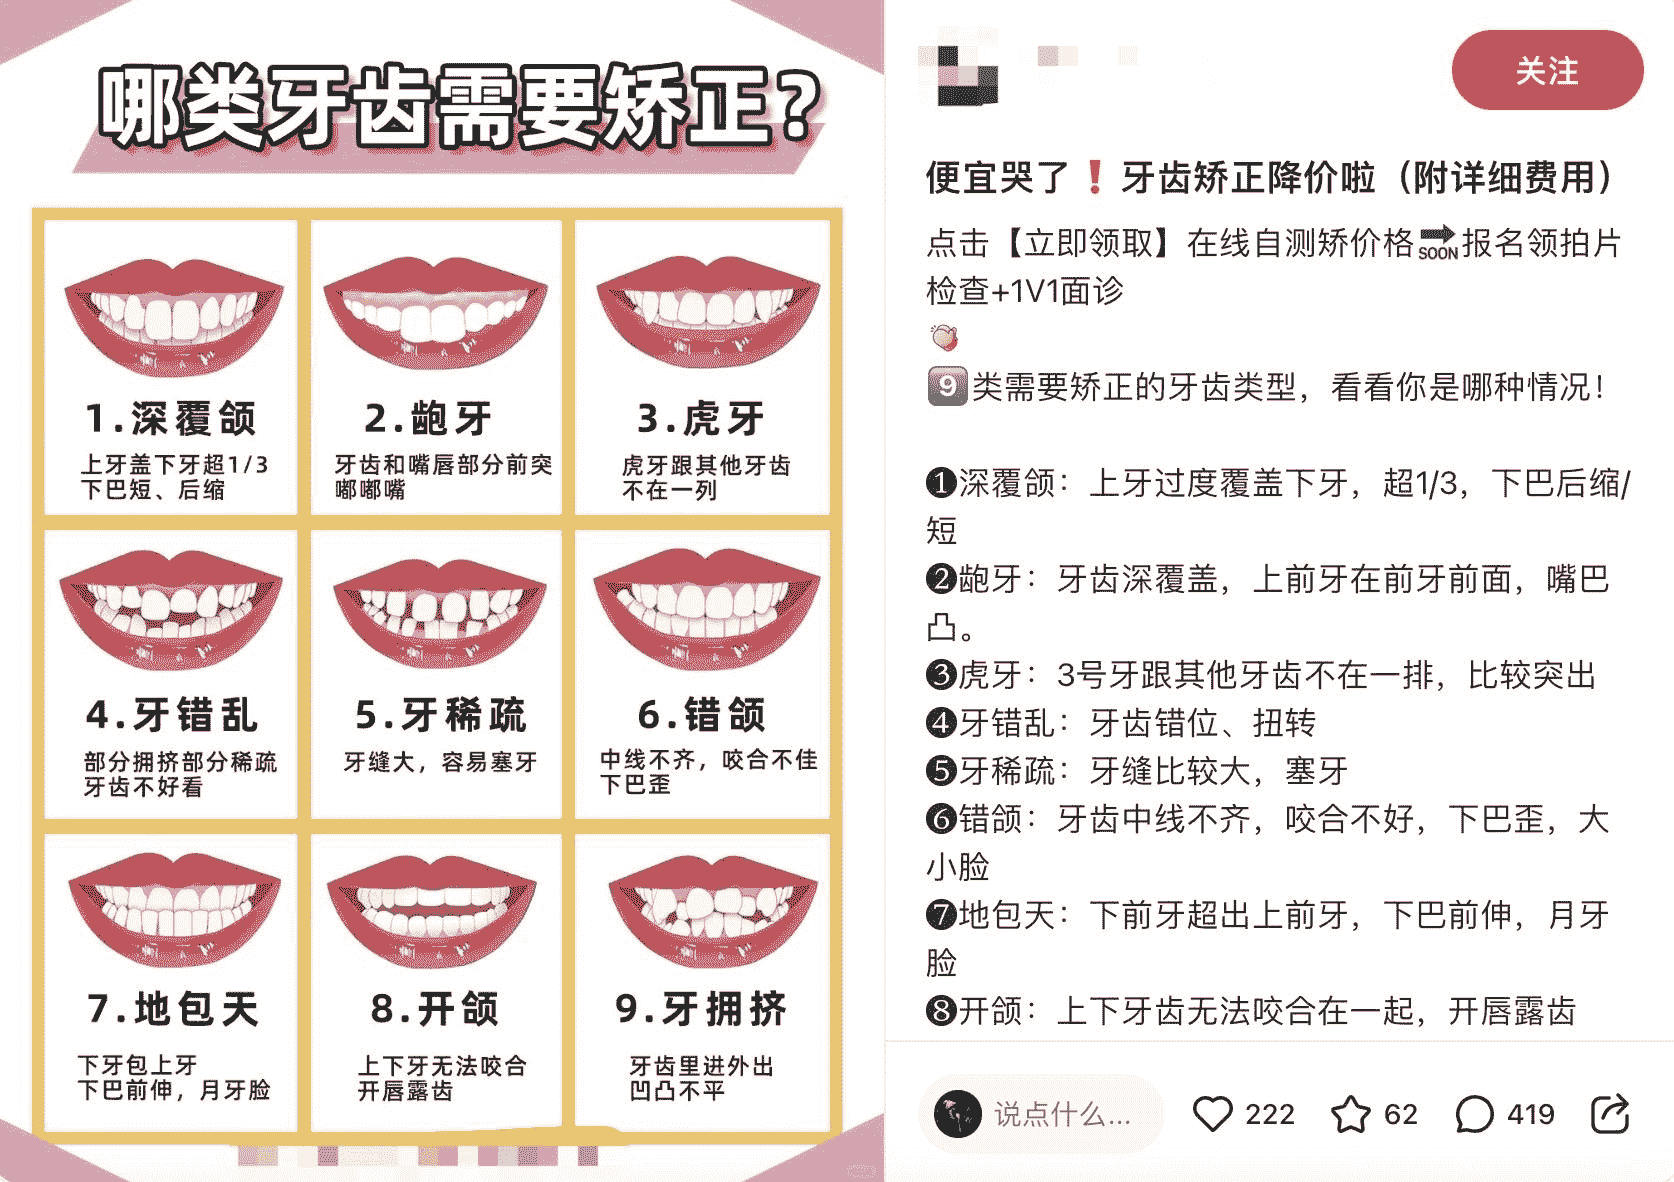 哪类牙齿需要矫正?
1.深覆颌
上牙盖下牙超1/3
下巴短、后缩
2.龅牙
牙齿和嘴唇部分前突
嘟嘟嘴
3.虎牙
虎牙跟其他牙齿
不在一列
4.牙错乱
部分拥挤部分稀疏
牙齿不好看
5.牙稀疏
牙缝大，容易塞牙
6.错颌
中线不齐，咬合不佳
下巴歪
7.地包天
下牙包上牙
下巴前伸，月牙脸
8.开颌
上下牙无法咬合
开唇露齿
9.牙拥挤
牙齿里进外出
凹凸不平
关注
便宜哭了❗牙齿矫正降价啦（附详细费用）
点击【立即领取】在线自测矫价格🔜报名领拍片
检查+1V1面诊
9️⃣类需要矫正的牙齿类型，看看你是哪种情况！
❶深覆颌：上牙过度覆盖下牙，超1/3，下巴后缩/
短
❷龅牙：牙齿深覆盖，上前牙在前牙前面，嘴巴
凸。
❸虎牙：3号牙跟其他牙齿不在一排，比较突出
❹牙错乱：牙齿错位、扭转
❺牙稀疏：牙缝比较大，塞牙
❻错颌：牙齿中线不齐，咬合不好，下巴歪，大
小脸
❼地包天：下前牙超出上前牙，下巴前伸，月牙
脸
❽开颌：上下牙齿无法咬合在一起，开唇露齿
说点什么...
222
62
419